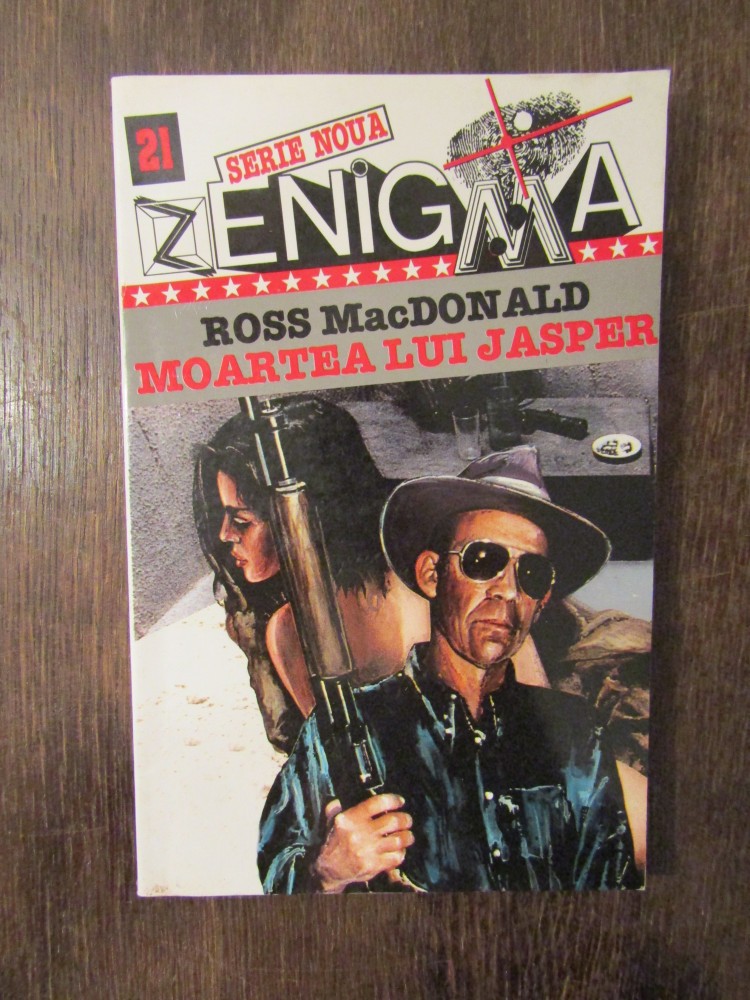 21
SERIE NOUA
Z ENiGMA
ROSS MacDONALD
MOARTEA LUI JASPER